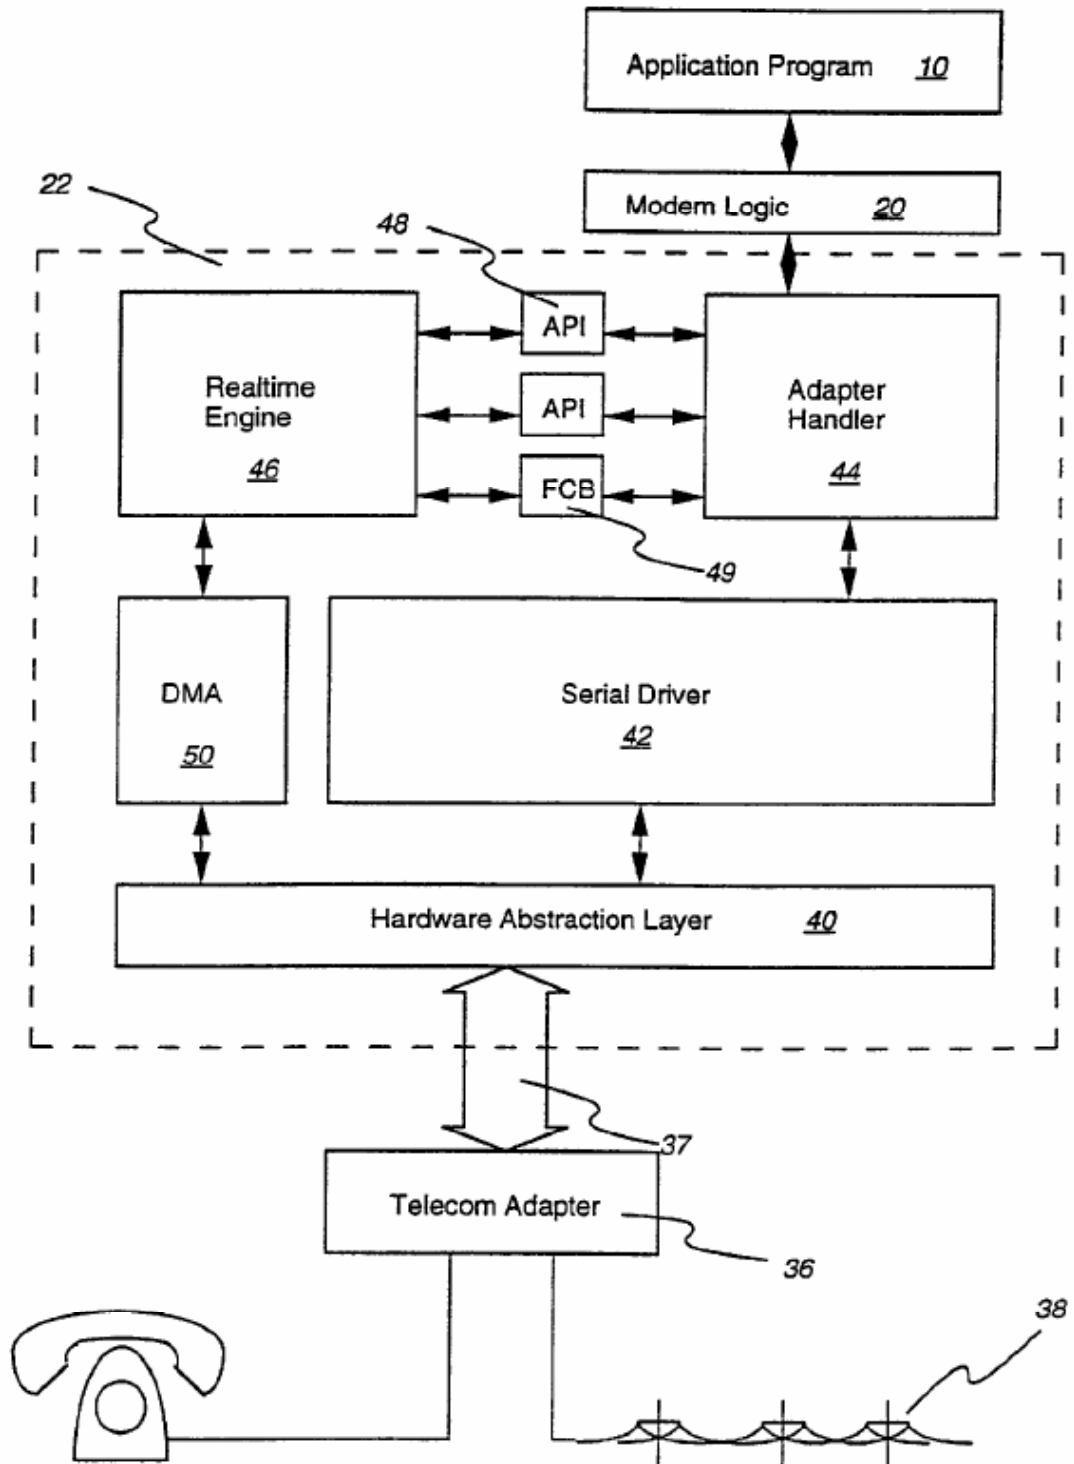 Application Program 10
Modem Logic 20
22
48
API
Realtime
Engine
46
API
Adapter
Handler
44
FCB
49
DMA
50
Serial Driver
42
Hardware Abstraction Layer 40
37
Telecom Adapter
36
38